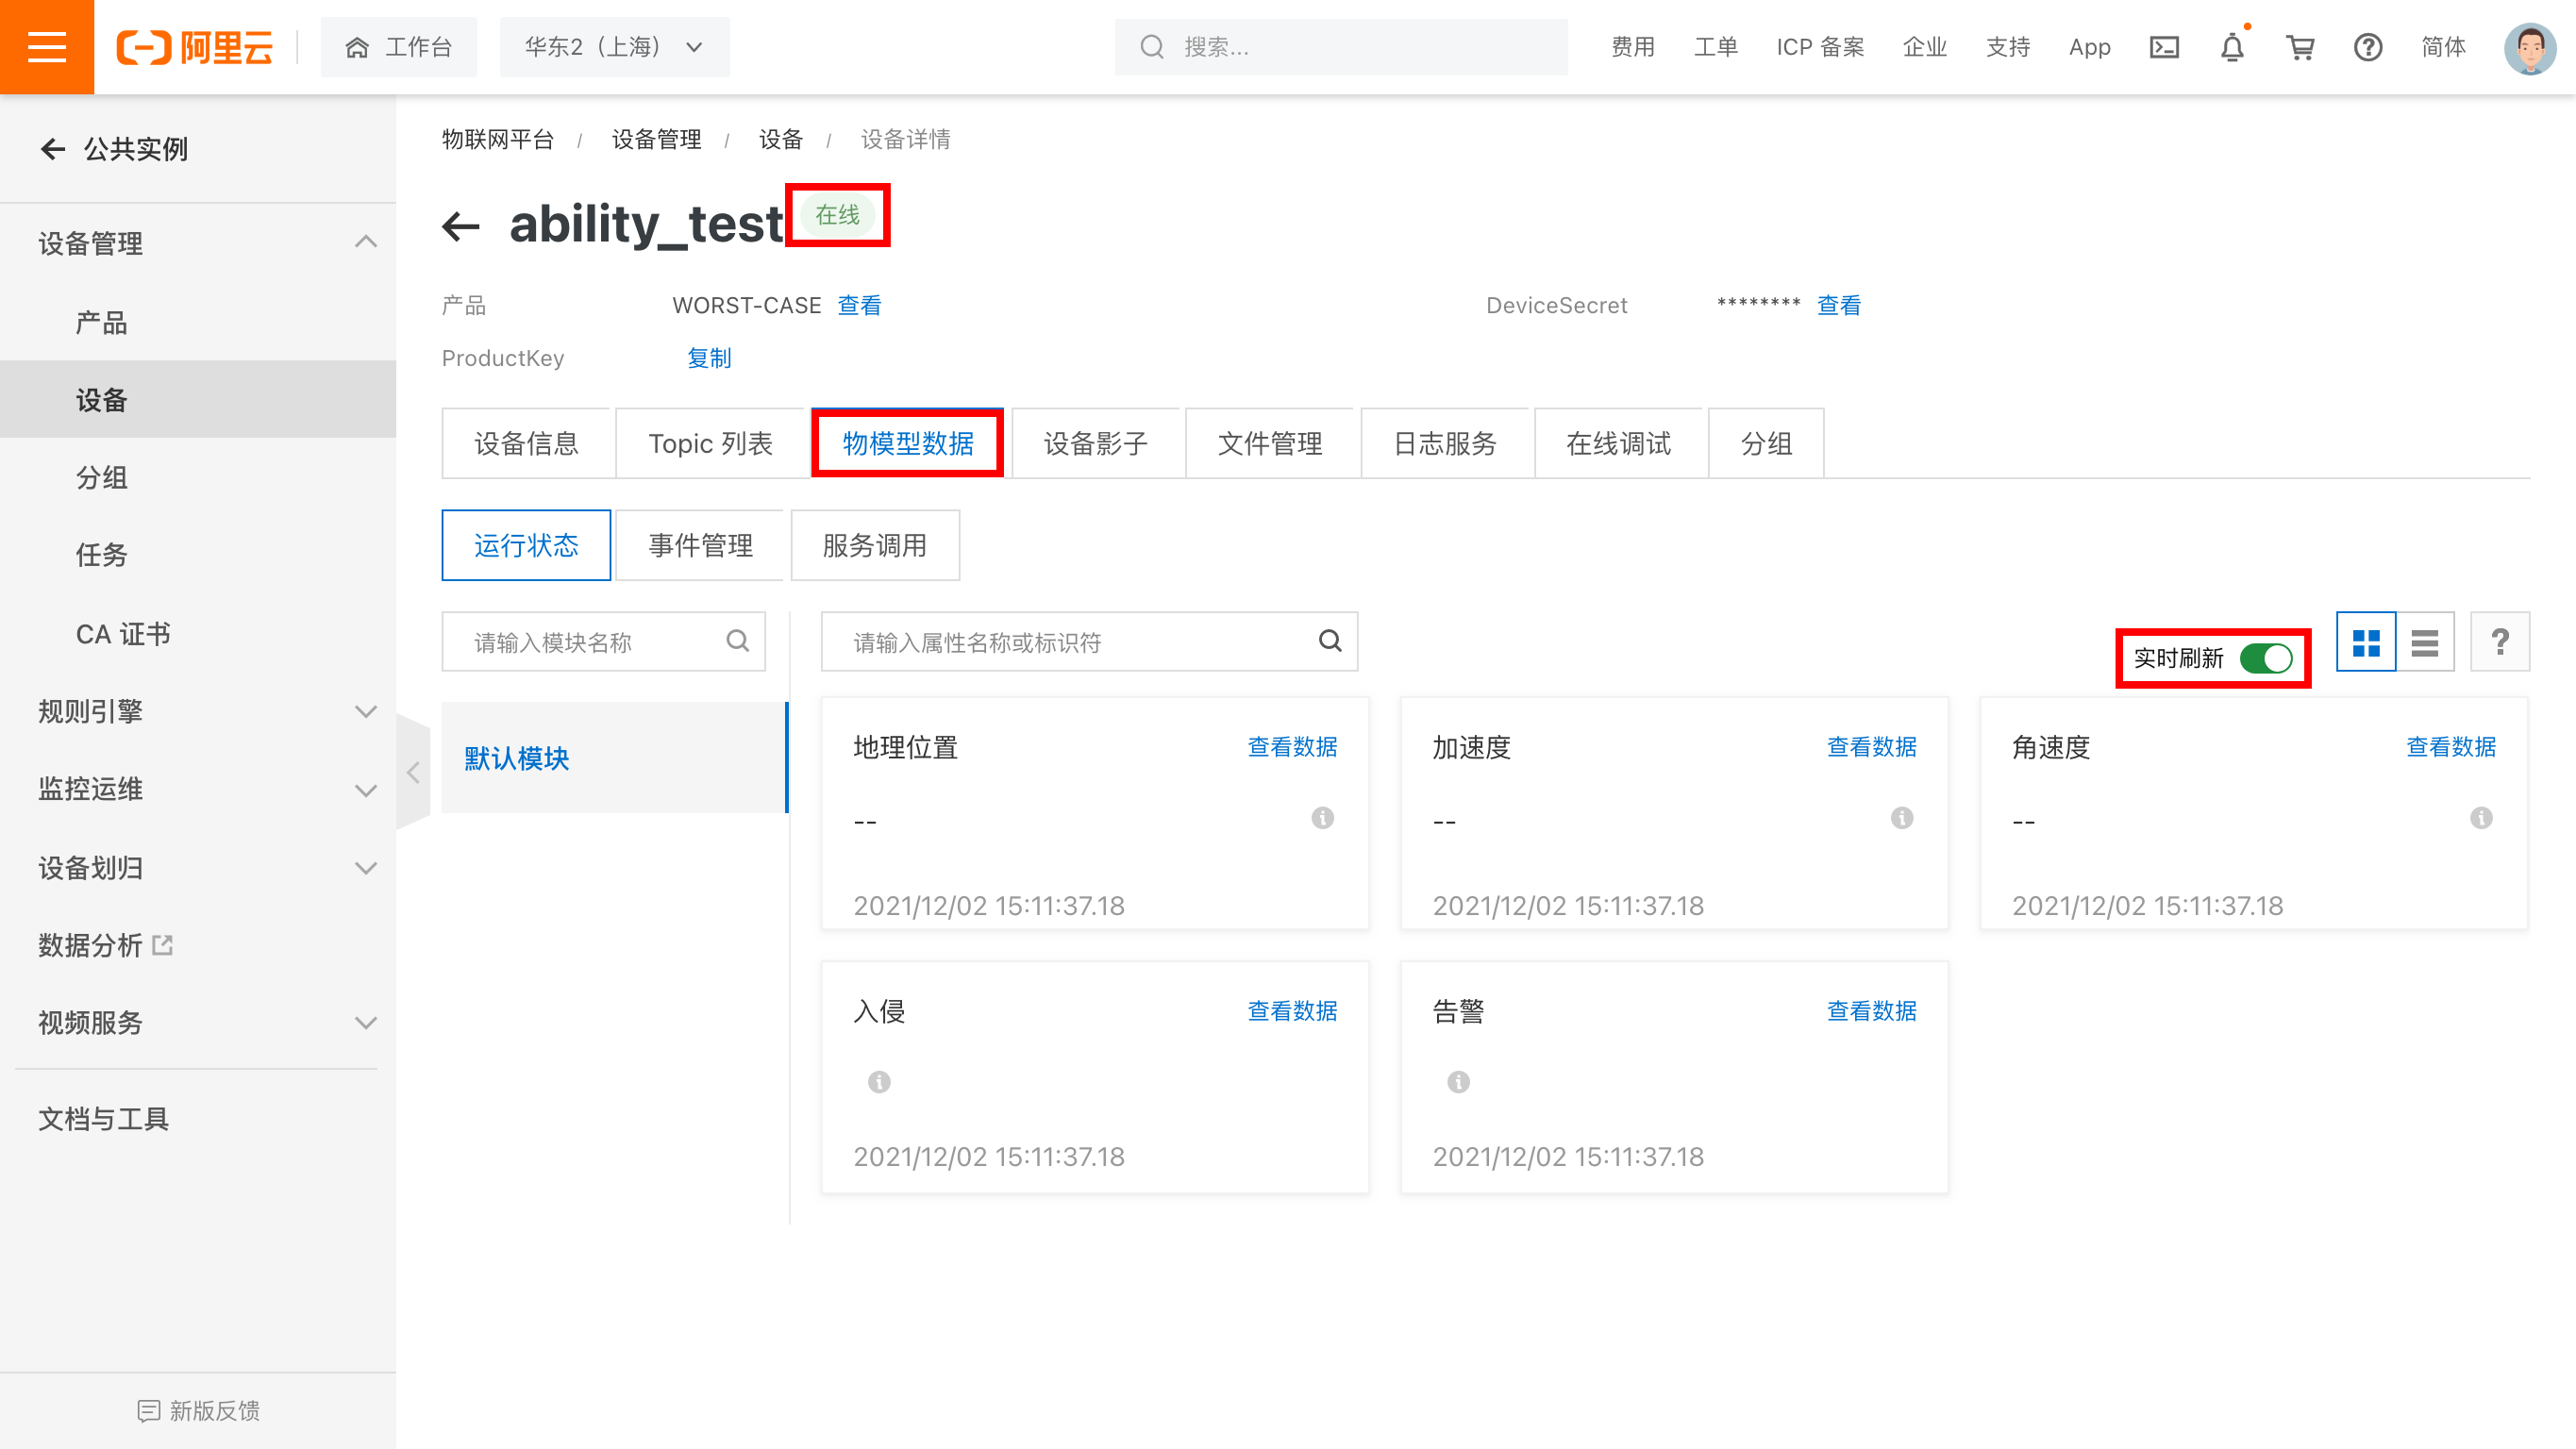 阿里云
工作台
华东2（上海）
搜索...
费用
工单
ICP 备案
企业
支持
App
简体
公共实例
设备管理
产品
设备
分组
任务
CA 证书
规则引擎
监控运维
设备划归
数据分析
视频服务
文档与工具
新版反馈
物联网平台 / 设备管理 / 设备 / 设备详情
ability_test 在线
产品 WORST-CASE 查看 DeviceSecret ******** 查看
ProductKey 复制
设备信息 Topic 列表 物模型数据 设备影子 文件管理 日志服务 在线调试 分组
运行状态 事件管理 服务调用
请输入模块名称
请输入属性名称或标识符
实时刷新
?
默认模块
地理位置 查看数据
--
2021/12/02 15:11:37.18
加速度 查看数据
--
2021/12/02 15:11:37.18
角速度 查看数据
--
2021/12/02 15:11:37.18
入侵 查看数据
2021/12/02 15:11:37.18
告警 查看数据
2021/12/02 15:11:37.18